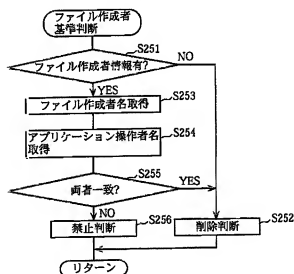 ファイル作成者
基準判断
S251
ファイル作成者情報有?
NO
YES
S253
ファイル作成者名取得
S254
アプリケーション操作者名
取得
S255
両者一致?
YES
NO
S256
禁止判断
S252
削除判断
リターン